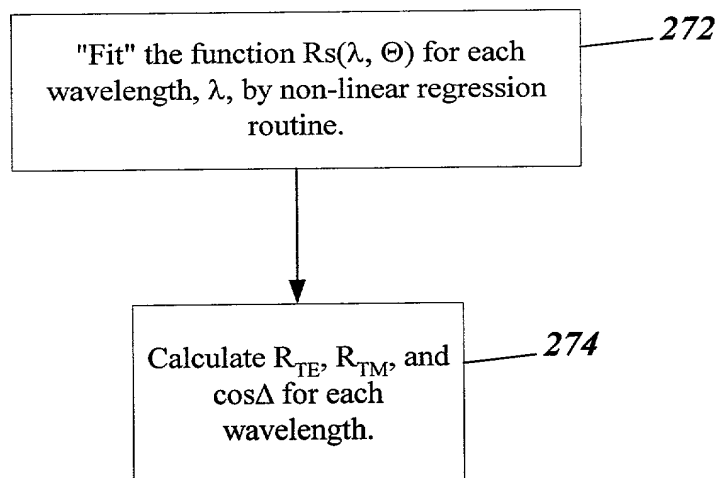 "Fit" the function Rs(λ, Θ) for each
272
wavelength, λ, by non-linear regression
routine.
Calculate R_TE, R_TM, and
274
cosΔ for each
wavelength.